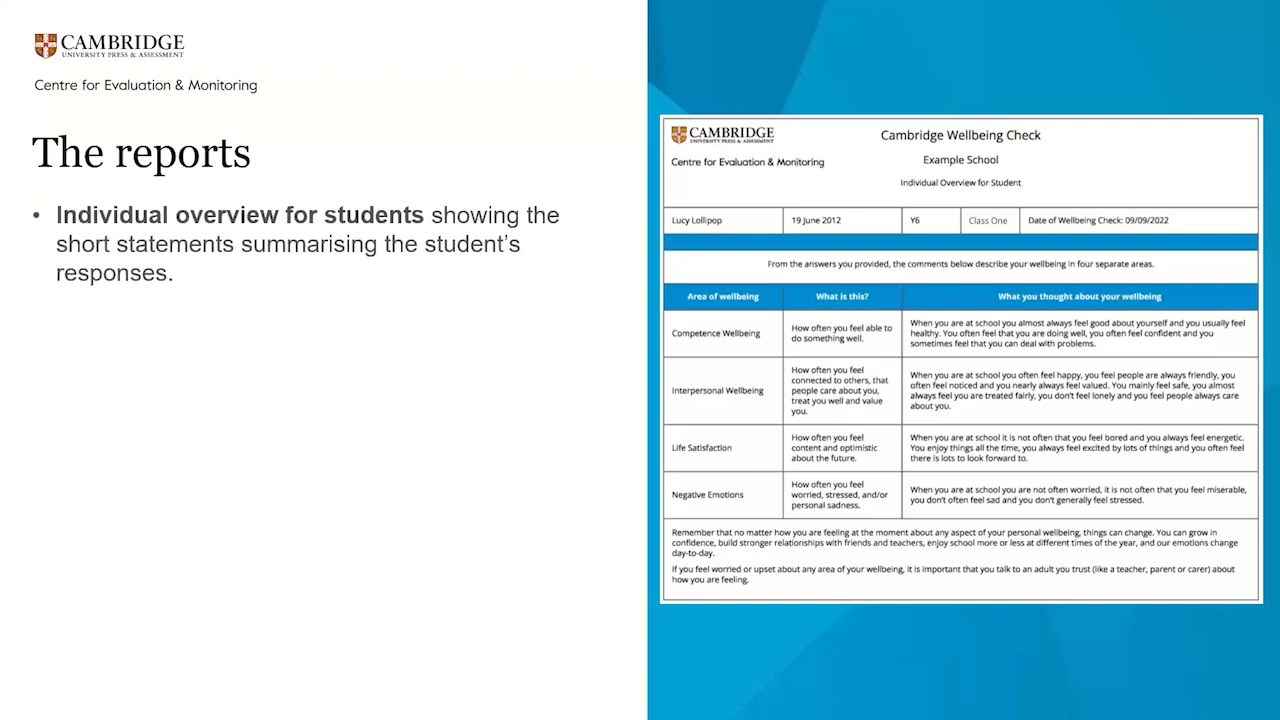 CAMBRIDGE
UNIVERSITY PRESS & ASSESSMENT
Centre for Evaluation & Monitoring
The reports
• Individual overview for students showing the
short statements summarising the student's
responses.
CAMBRIDGE
UNIVERSITY PRESS & ASSESSMENT
Centre for Evaluation & Monitoring
Cambridge Wellbeing Check
Example School
Individual Overview for Student
Lucy Lollipop 19 June 2012 Y6 Class One Date of Wellbeing Check: 09/09/2022
From the answers you provided, the comments below describe your wellbeing in four separate areas.
Area of wellbeing What is this? What you thought about your wellbeing
Competence Wellbeing
How often you feel able to
do something well.
When you are at school you almost always feel good about yourself and you usually feel
healthy. You often feel that you are doing well, you often feel confident and you
sometimes feel that you can deal with problems.
Interpersonal Wellbeing
How often you feel
connected to others, that
people care about you,
treat you well and value
you.
When you are at school you often feel happy, you feel people are always friendly, you
often feel noticed and you nearly always feel valued. You mainly feel safe, you almost
always feel you are treated fairly, you don't feel lonely and you feel people always care
about you.
Life Satisfaction
How often you feel
content and optimistic
about the future.
When you are at school it is not often that you feel bored and you always feel energetic.
You enjoy things all the time, you always feel excited by lots of things and you often feel
there is lots to look forward to.
Negative Emotions
How often you feel
worried, stressed, and/or
personal sadness.
When you are at school you are not often worried, it is not often that you feel miserable,
you don't often feel sad and you don't generally feel stressed.
Remember that no matter how you are feeling at the moment about any aspect of your personal wellbeing, things can change. You can grow in
confidence, build stronger relationships with friends and teachers, enjoy school more or less at different times of the year, and our emotions change
day-to-day.
If you feel worried or upset about any area of your wellbeing, it is important that you talk to an adult you trust (like a teacher, parent or carer) about
how you are feeling.